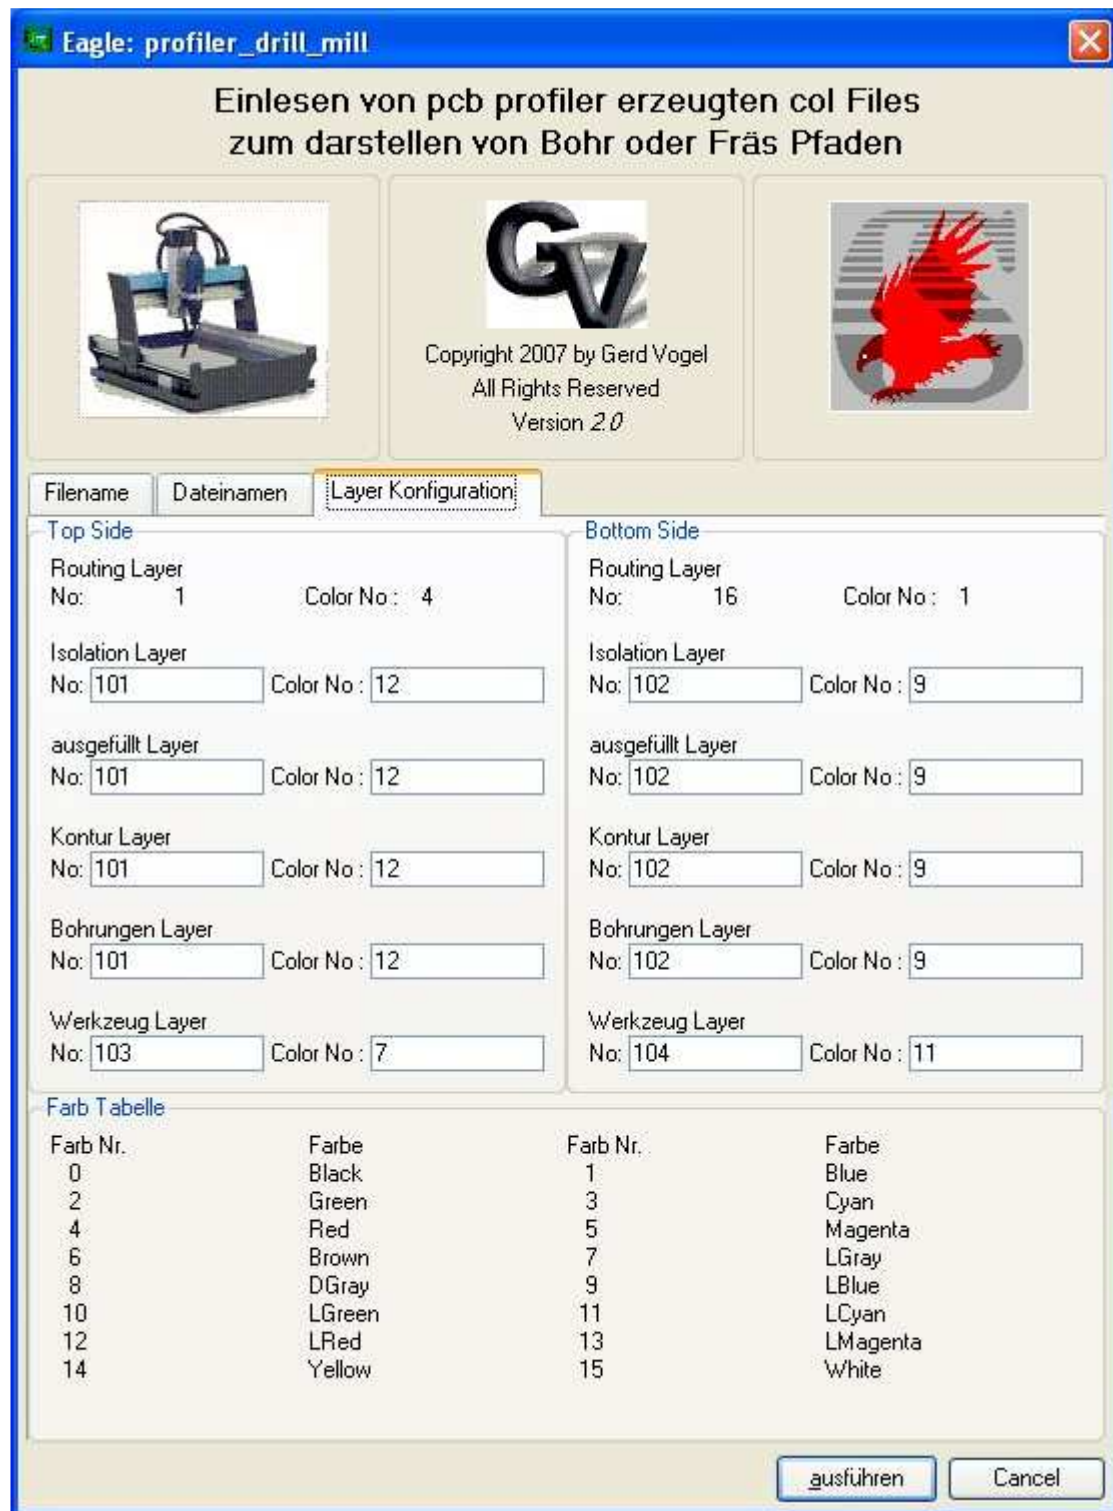 Eagle: profiler_drill_mill
Einlesen von pcb profiler erzeugten col Files
zum darstellen von Bohr oder Fräs Pfaden
GV
Copyright 2007 by Gerd Vogel
All Rights Reserved
Version 2.0
Filename Dateinamen Layer Konfiguration
Top Side
Routing Layer
No: 1 Color No : 4
Isolation Layer
No: 101 Color No : 12
ausgefüllt Layer
No: 101 Color No : 12
Kontur Layer
No: 101 Color No : 12
Bohrungen Layer
No: 101 Color No : 12
Werkzeug Layer
No: 103 Color No : 7
Bottom Side
Routing Layer
No: 16 Color No : 1
Isolation Layer
No: 102 Color No : 9
ausgefüllt Layer
No: 102 Color No : 9
Kontur Layer
No: 102 Color No : 9
Bohrungen Layer
No: 102 Color No : 9
Werkzeug Layer
No: 104 Color No : 11
Farb Tabelle
Farb Nr. Farbe Farb Nr. Farbe
0 Black 1 Blue
2 Green 3 Cyan
4 Red 5 Magenta
6 Brown 7 LGray
8 DGray 9 LBlue
10 LGreen 11 LCyan
12 LRed 13 LMagenta
14 Yellow 15 White
ausführen Cancel